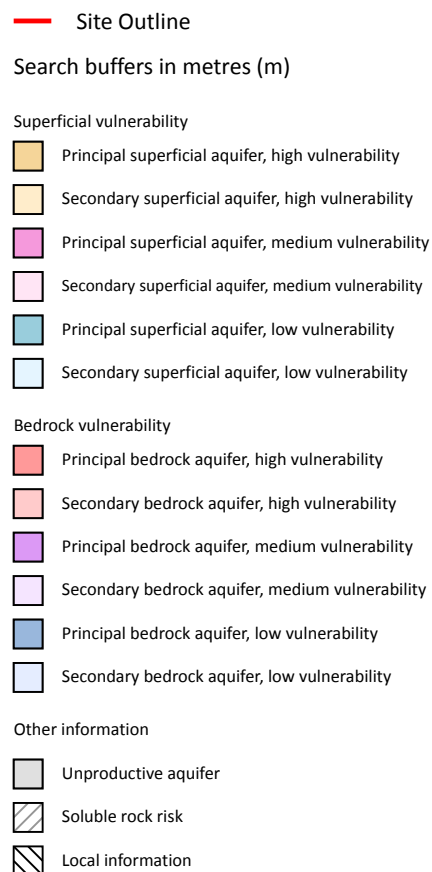 Site Outline
Search buffers in metres (m)
Superficial vulnerability
Principal superficial aquifer, high vulnerability
Secondary superficial aquifer, high vulnerability
Principal superficial aquifer, medium vulnerability
Secondary superficial aquifer, medium vulnerability
Principal superficial aquifer, low vulnerability
Secondary superficial aquifer, low vulnerability
Bedrock vulnerability
Principal bedrock aquifer, high vulnerability
Secondary bedrock aquifer, high vulnerability
Principal bedrock aquifer, medium vulnerability
Secondary bedrock aquifer, medium vulnerability
Principal bedrock aquifer, low vulnerability
Secondary bedrock aquifer, low vulnerability
Other information
Unproductive aquifer
Soluble rock risk
Local information